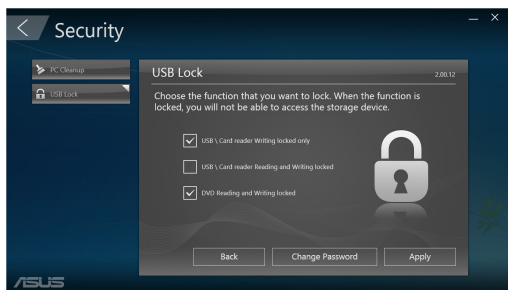 Security
PC Cleanup
USB Lock
USB Lock
2.00.12
Choose the function that you want to lock. When the function is
locked, you will not be able to access the storage device.
USB \ Card reader Writing locked only
USB \ Card reader Reading and Writing locked
DVD Reading and Writing locked
Back
Change Password
Apply
ASUS